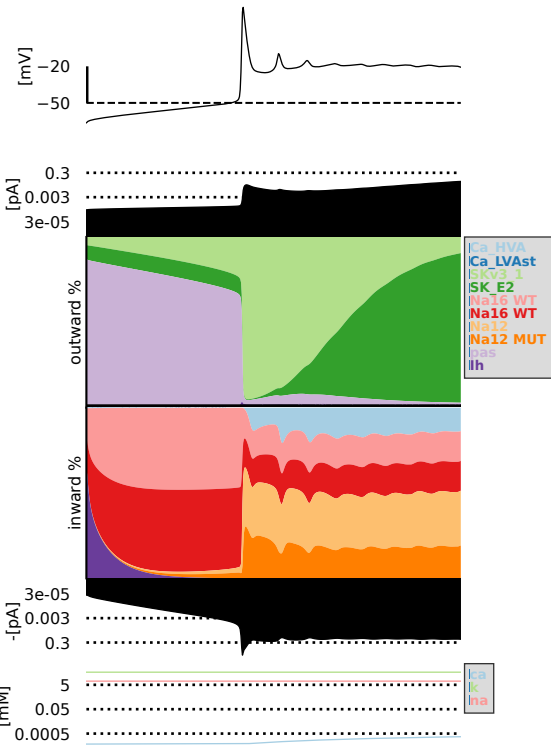 [mV]
−20
−50
[pA]
0.3
0.003
3e-05
outward %
Ca_HVA
Ca_LVAst
SKv3_1
SK_E2
Na16 WT
Na16 WT
Na12
Na12 MUT
pas
Ih
inward %
-[pA]
3e-05
0.003
0.3
[mM]
5
0.05
0.0005
ca
k
na